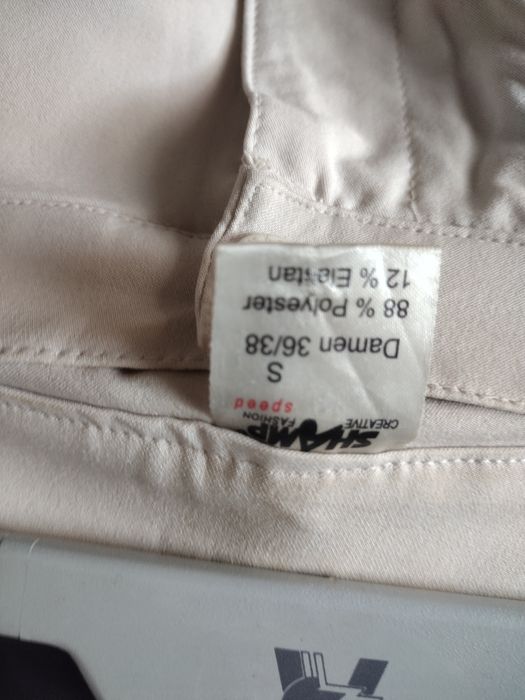 SHAMP
CREATIVE FASHION
speed
S
Damen 36/38
88 % Polyester
12 % Elastan